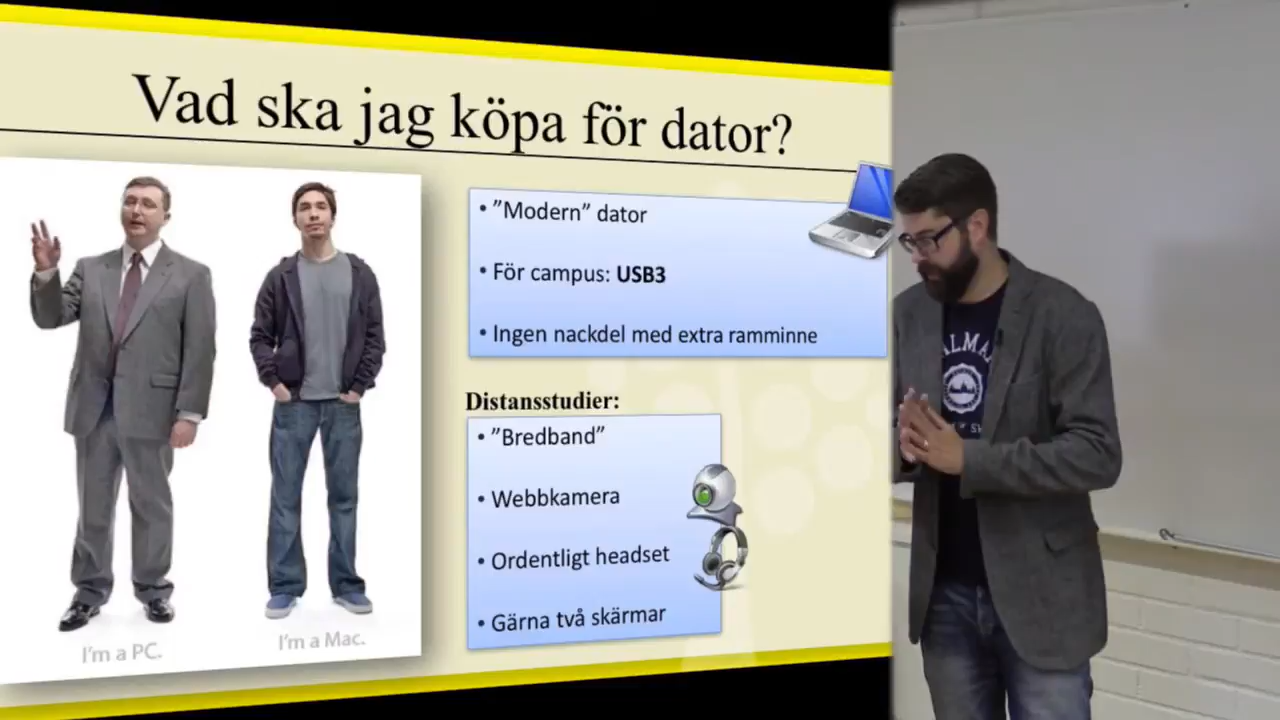 Vad ska jag köpa för dator?
• ”Modern” dator
• För campus: USB3
• Ingen nackdel med extra ramminne
Distansstudier:
• ”Bredband”
• Webbkamera
• Ordentligt headset
• Gärna två skärmar
I'm a PC.
I'm a Mac.